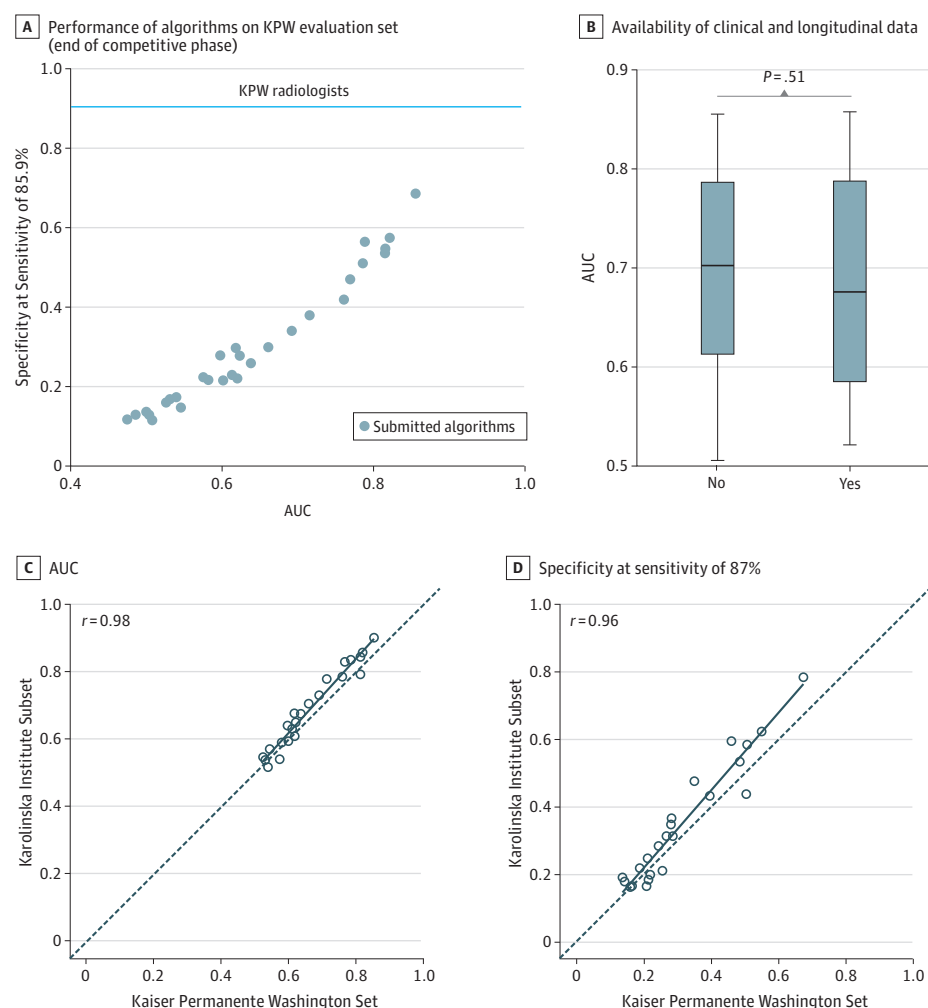 A Performance of algorithms on KPW evaluation set
(end of competitive phase)
1.0
0.8
0.6
0.4
0.2
0
Specificity at Sensitivity of 85.9%
KPW radiologists
Submitted algorithms
0.4
0.6
0.8
1.0
AUC
B Availability of clinical and longitudinal data
0.9
0.8
0.7
0.6
0.5
AUC
P = .51
No
Yes
C AUC
r = 0.98
1.0
0.8
0.6
0.4
0.2
0
Karolinska Institute Subset
0
0.2
0.4
0.6
0.8
1.0
Kaiser Permanente Washington Set
D Specificity at sensitivity of 87%
r = 0.96
1.0
0.8
0.6
0.4
0.2
0
Karolinska Institute Subset
0
0.2
0.4
0.6
0.8
1.0
Kaiser Permanente Washington Set